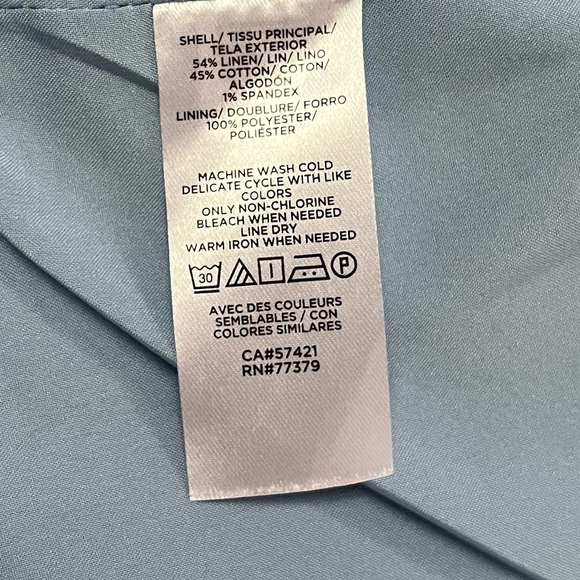 SHELL/ TISSU PRINCIPAL/
TELA EXTERIOR
54% LINEN/ LIN/ LINO
45% COTTON/ COTON/
ALGODÓN
1% SPANDEX
LINING/ DOUBLURE/ FORRO
100% POLYESTER/
POLIÉSTER
MACHINE WASH COLD
DELICATE CYCLE WITH LIKE
COLORS
ONLY NON-CHLORINE
BLEACH WHEN NEEDED
LINE DRY
WARM IRON WHEN NEEDED
30 P
AVEC DES COULEURS
SEMBLABLES / CON
COLORES SIMILARES
CA#57421
RN#77379